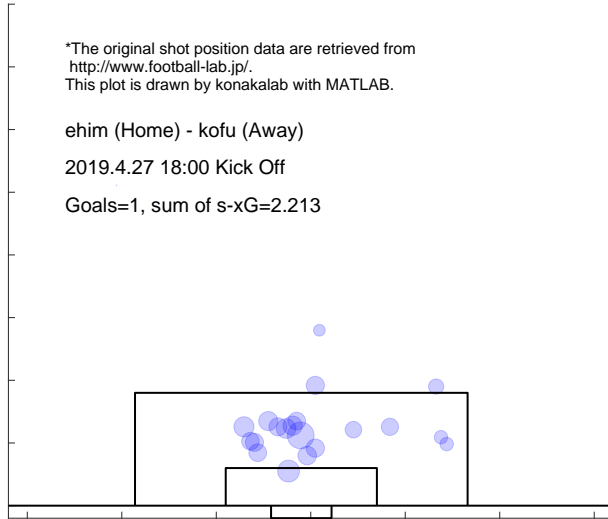 *The original shot position data are retrieved from
http://www.football-lab.jp/.
This plot is drawn by konakalab with MATLAB.
ehim (Home) - kofu (Away)
2019.4.27 18:00 Kick Off
Goals=1, sum of s-xG=2.213